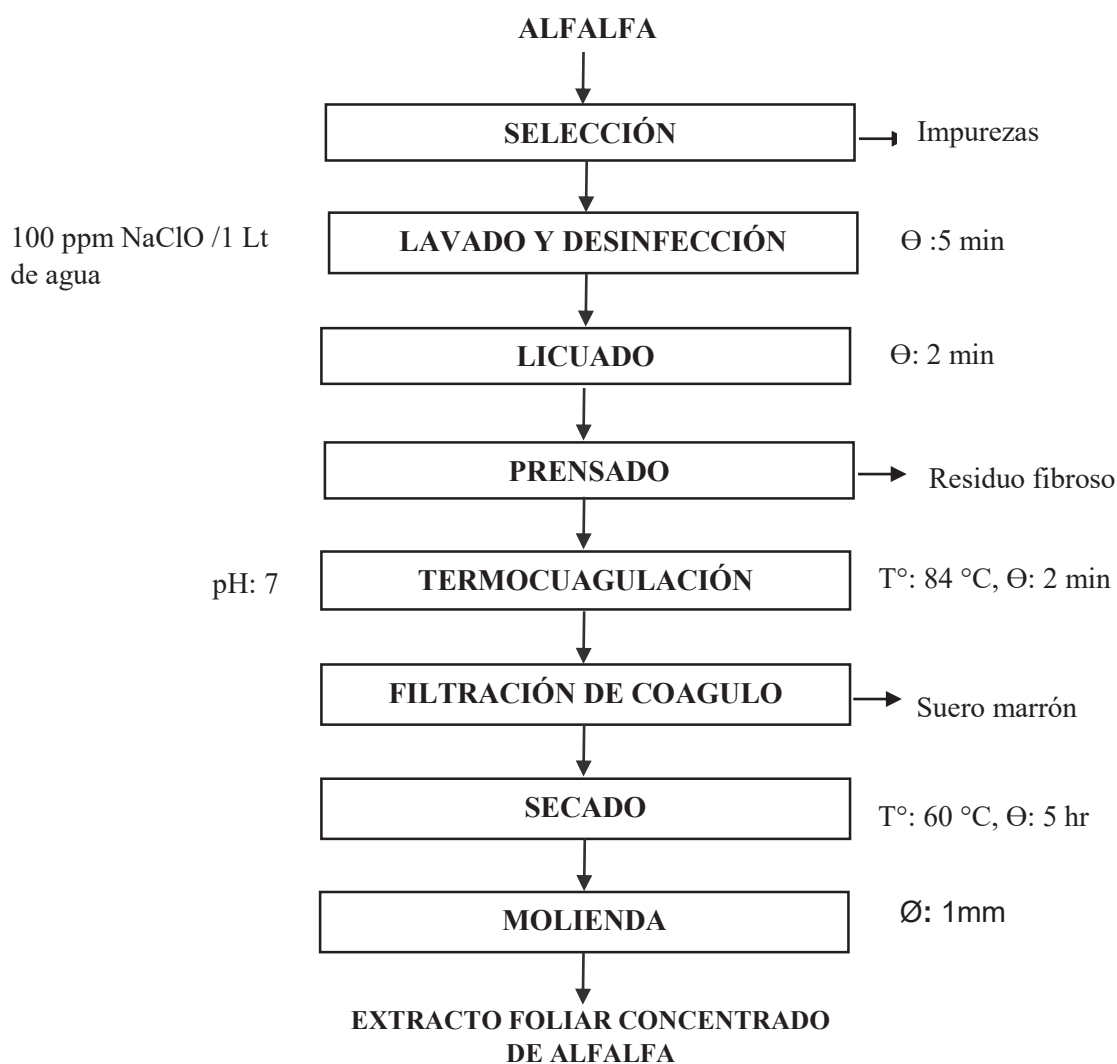 ALFALFA
SELECCIÓN
Impurezas
100 ppm NaClO /1 Lt
de agua
LAVADO Y DESINFECCIÓN
Ɵ :5 min
LICUADO
Ɵ: 2 min
PRENSADO
Residuo fibroso
pH: 7
TERMOCUAGULACIÓN
T°: 84 °C, Ɵ: 2 min
FILTRACIÓN DE COAGULO
Suero marrón
SECADO
T°: 60 °C, Ɵ: 5 hr
MOLIENDA
Ø: 1mm
EXTRACTO FOLIAR CONCENTRADO
DE ALFALFA